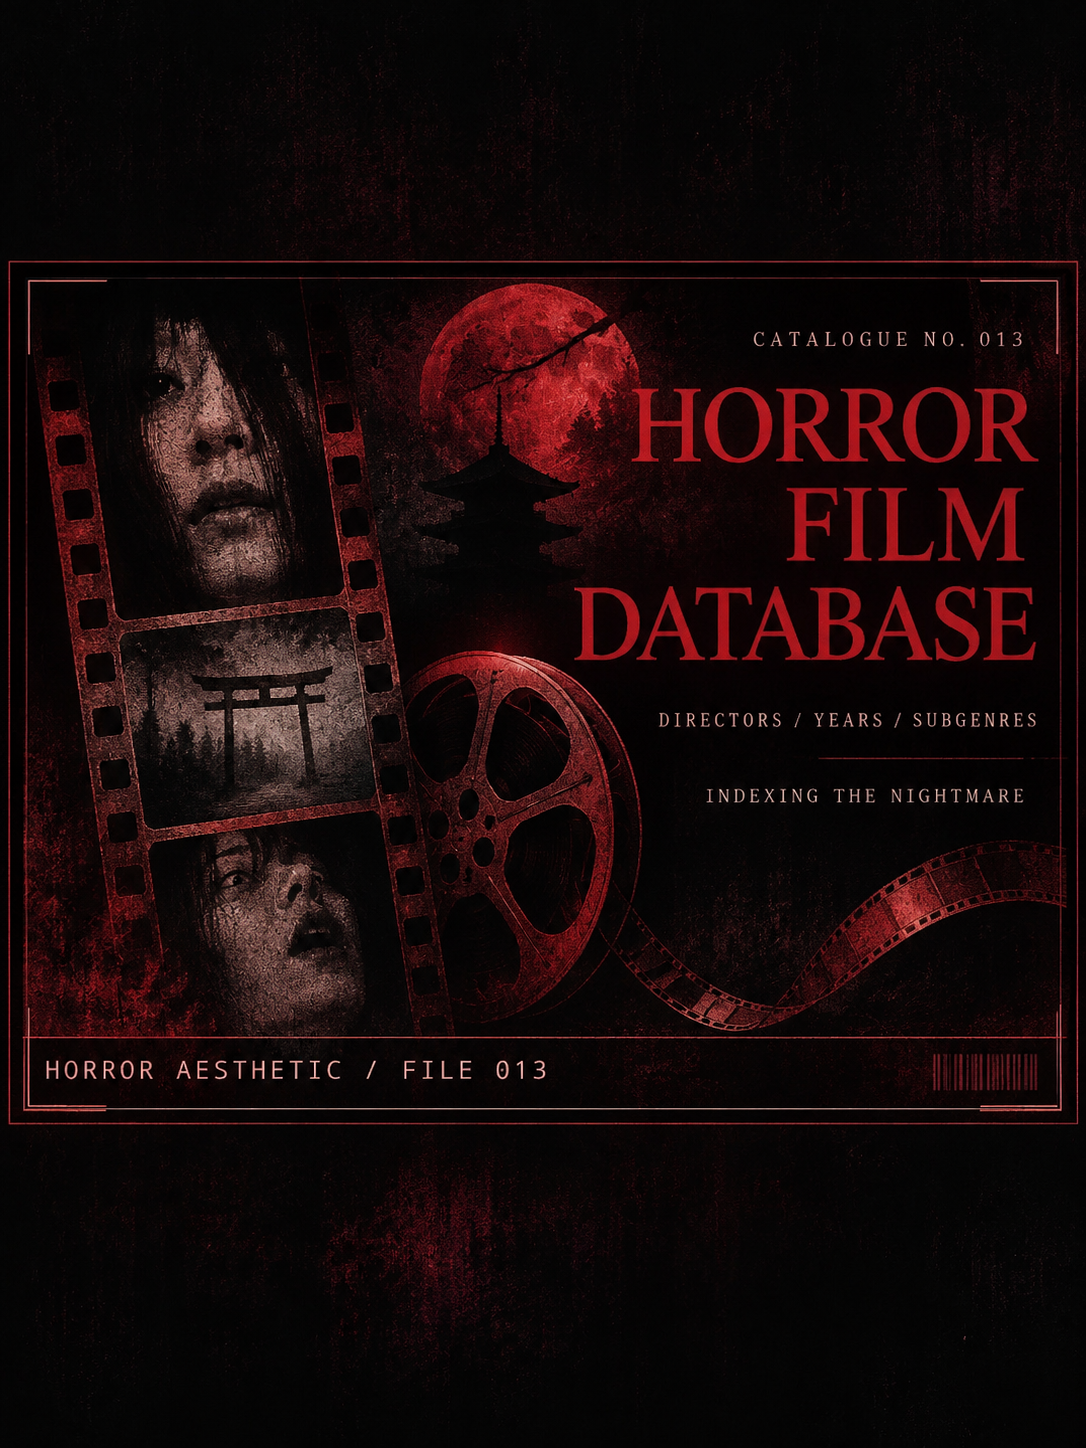 CATALOGUE NO. 013
HORROR
FILM
DATABASE
DIRECTORS / YEARS / SUBGENRES
INDEXING THE NIGHTMARE
HORROR AESTHETIC / FILE 013